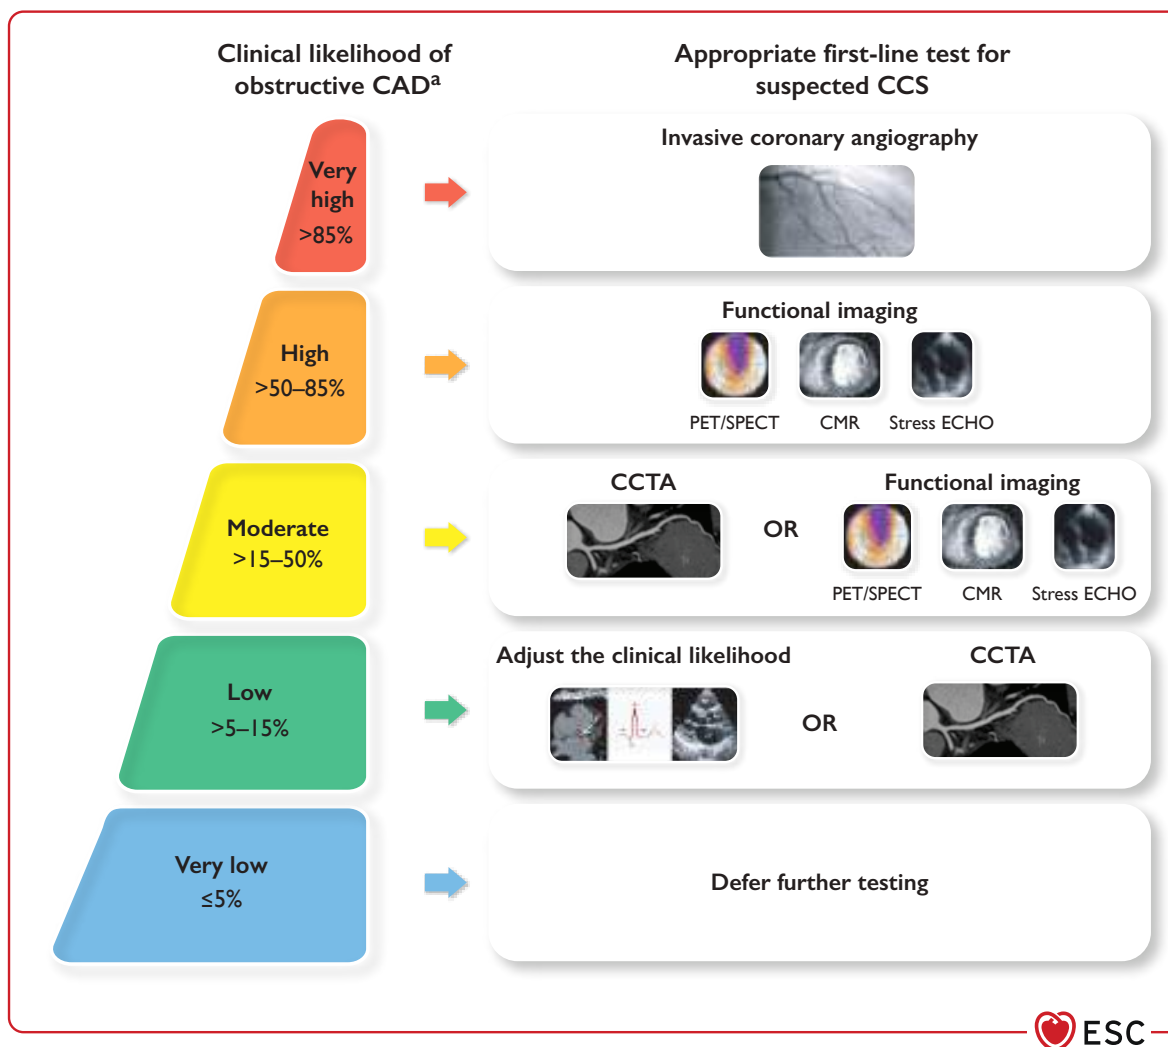 Clinical likelihood of
obstructive CADa
Appropriate first-line test for
suspected CCS
Very
high
>85%
Invasive coronary angiography
High
>50–85%
Functional imaging
PET/SPECT
CMR
Stress ECHO
Moderate
>15–50%
CCTA
OR
Functional imaging
PET/SPECT
CMR
Stress ECHO
Low
>5–15%
Adjust the clinical likelihood
OR
CCTA
Very low
≤5%
Defer further testing
ESC